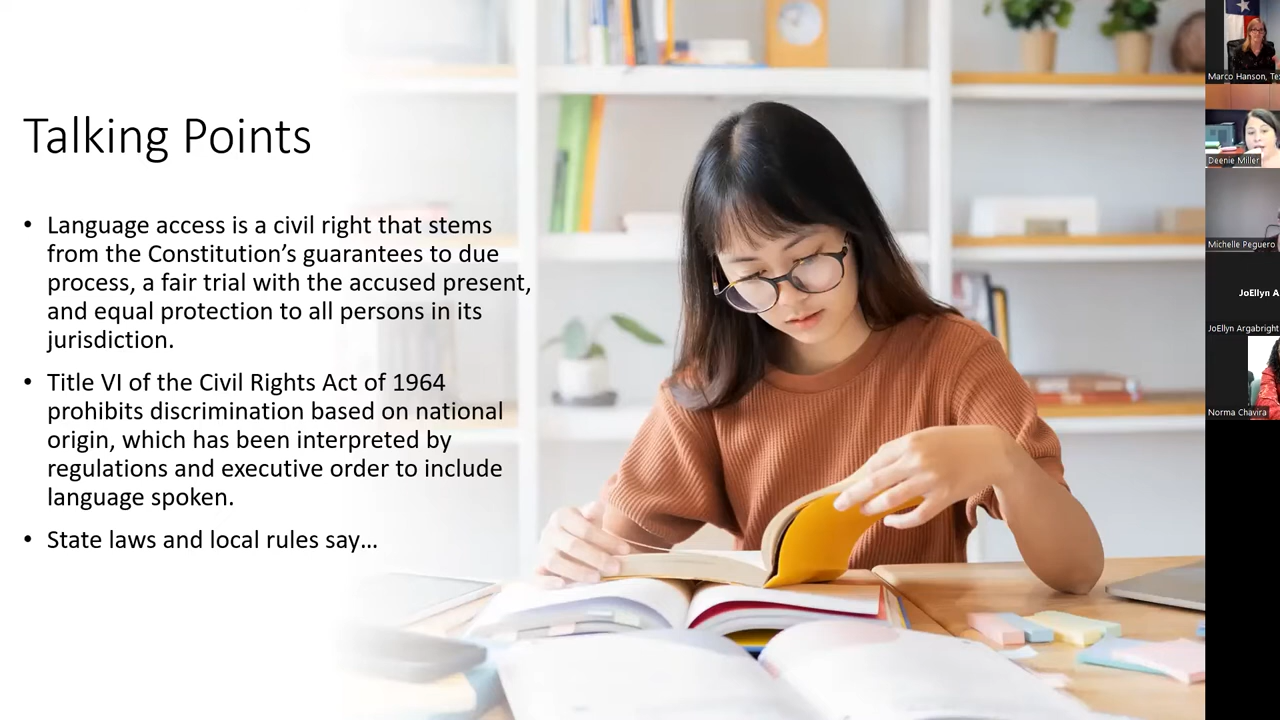 Talking Points
• Language access is a civil right that stems
from the Constitution’s guarantees to due
process, a fair trial with the accused present,
and equal protection to all persons in its
jurisdiction.
• Title VI of the Civil Rights Act of 1964
prohibits discrimination based on national
origin, which has been interpreted by
regulations and executive order to include
language spoken.
• State laws and local rules say…
Marco Hanson, Te
Deenie Miller
Michelle Peguero
JoEllyn A
JoEllyn Argabright
Norma Chavira